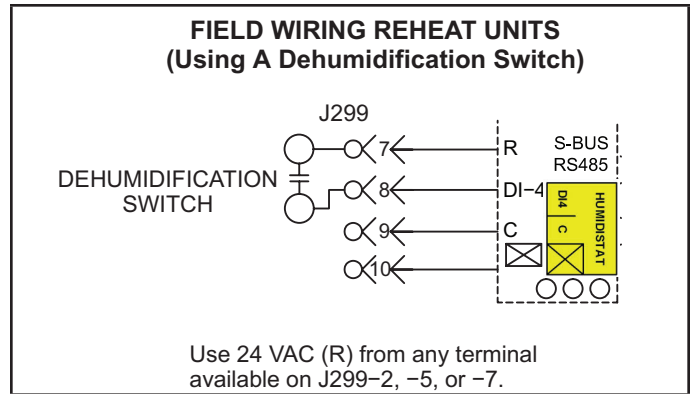 FIELD WIRING REHEAT UNITS
(Using A Dehumidification Switch)
J299
DEHUMIDIFICATION
SWITCH
7
R
8
DI-4
9
C
10
S-BUS
RS485
DI4
C
HUMIDISTAT
Use 24 VAC (R) from any terminal
available on J299-2, -5, or -7.